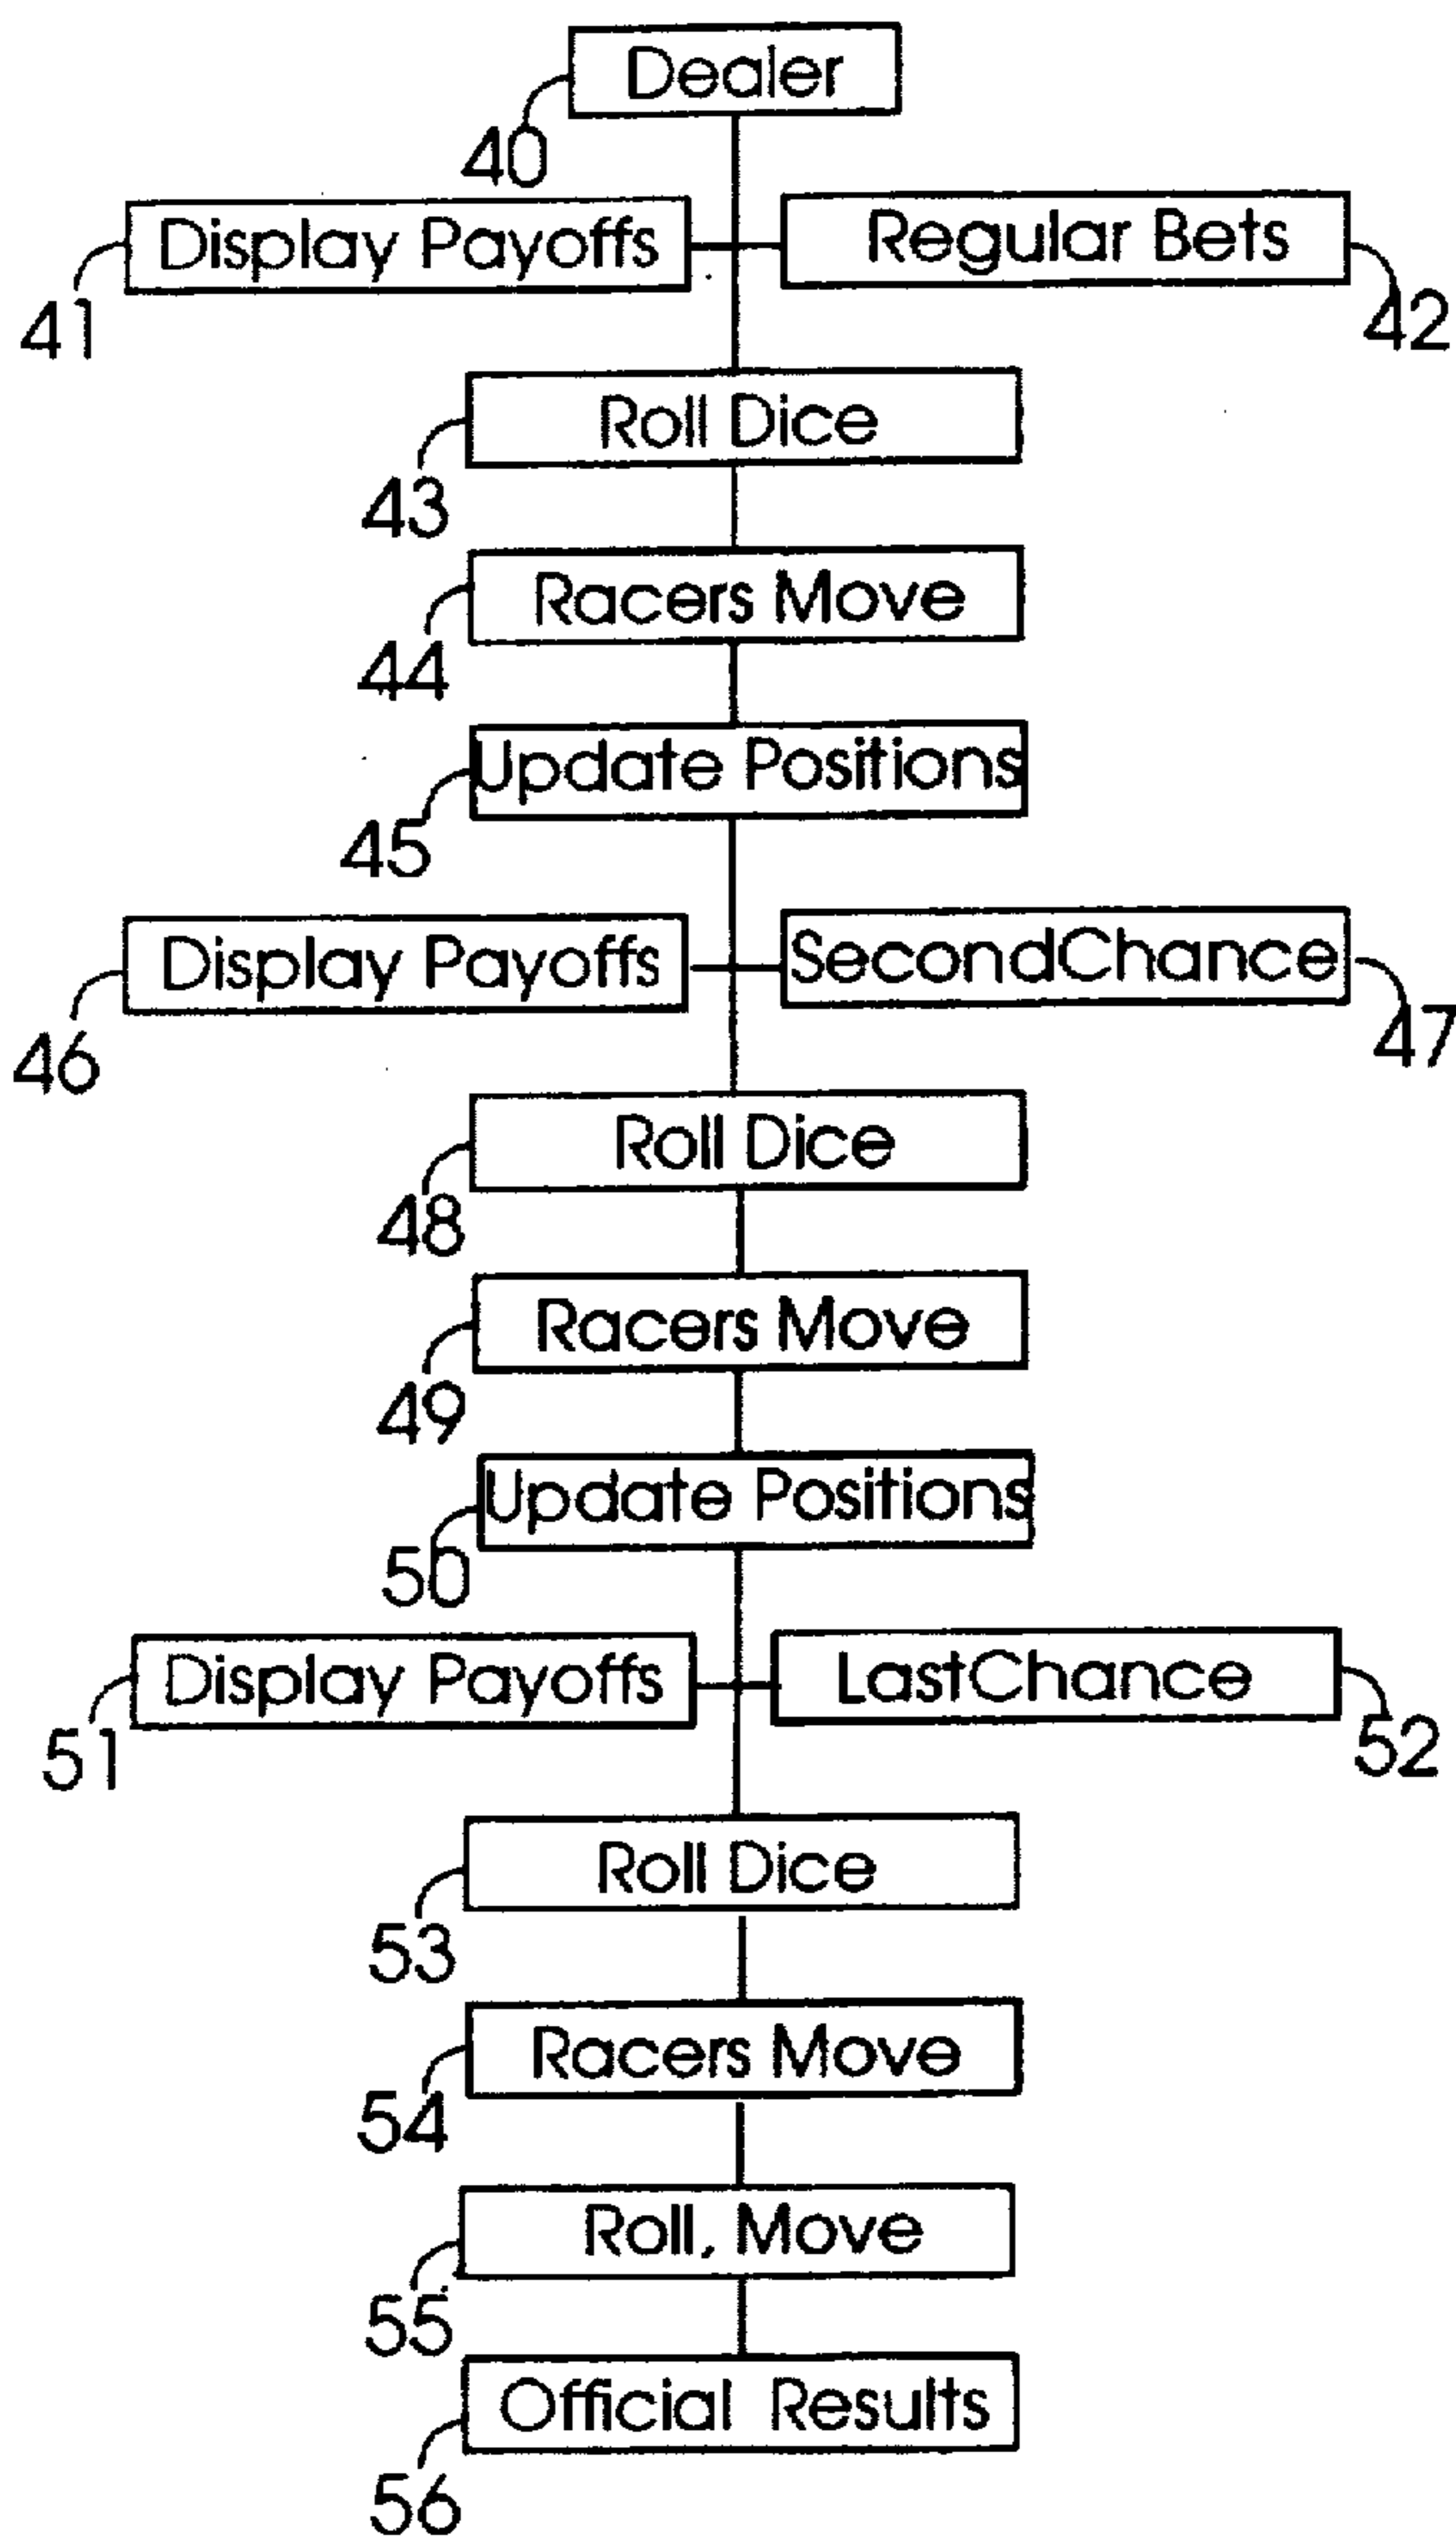 Dealer
40
Display Payoffs
Regular Bets
41
42
Roll Dice
43
Racers Move
44
Update Positions
45
Display Payoffs
SecondChance
46
47
Roll Dice
48
Racers Move
49
Update Positions
50
Display Payoffs
LastChance
51
52
Roll Dice
53
Racers Move
54
Roll, Move
55
Official Results
56